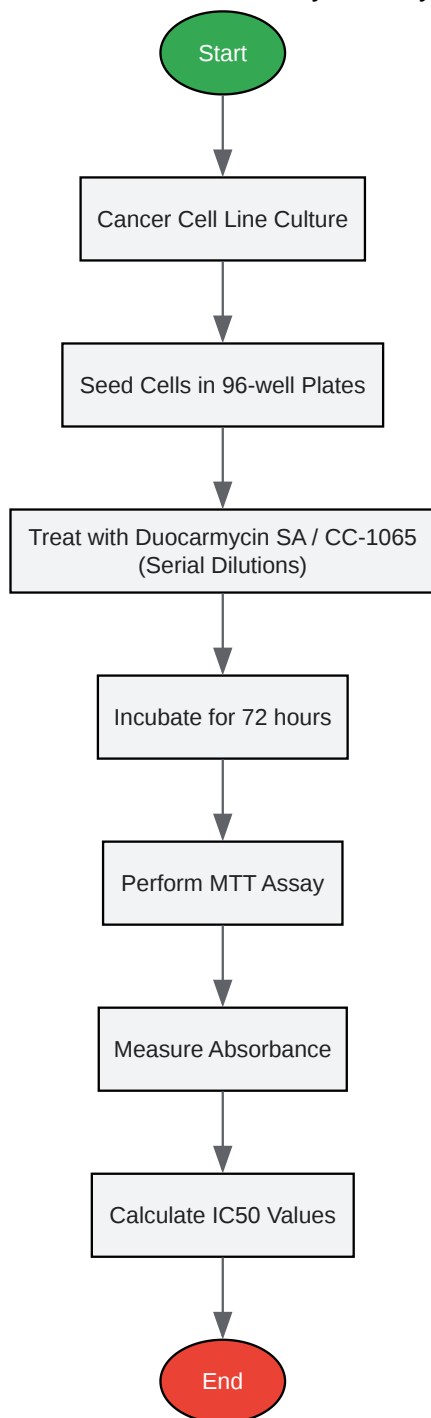 Start
Cancer Cell Line Culture
Seed Cells in 96-well Plates
Treat with Duocarmycin SA / CC-1065
(Serial Dilutions)
Incubate for 72 hours
Perform MTT Assay
Measure Absorbance
Calculate IC50 Values
End